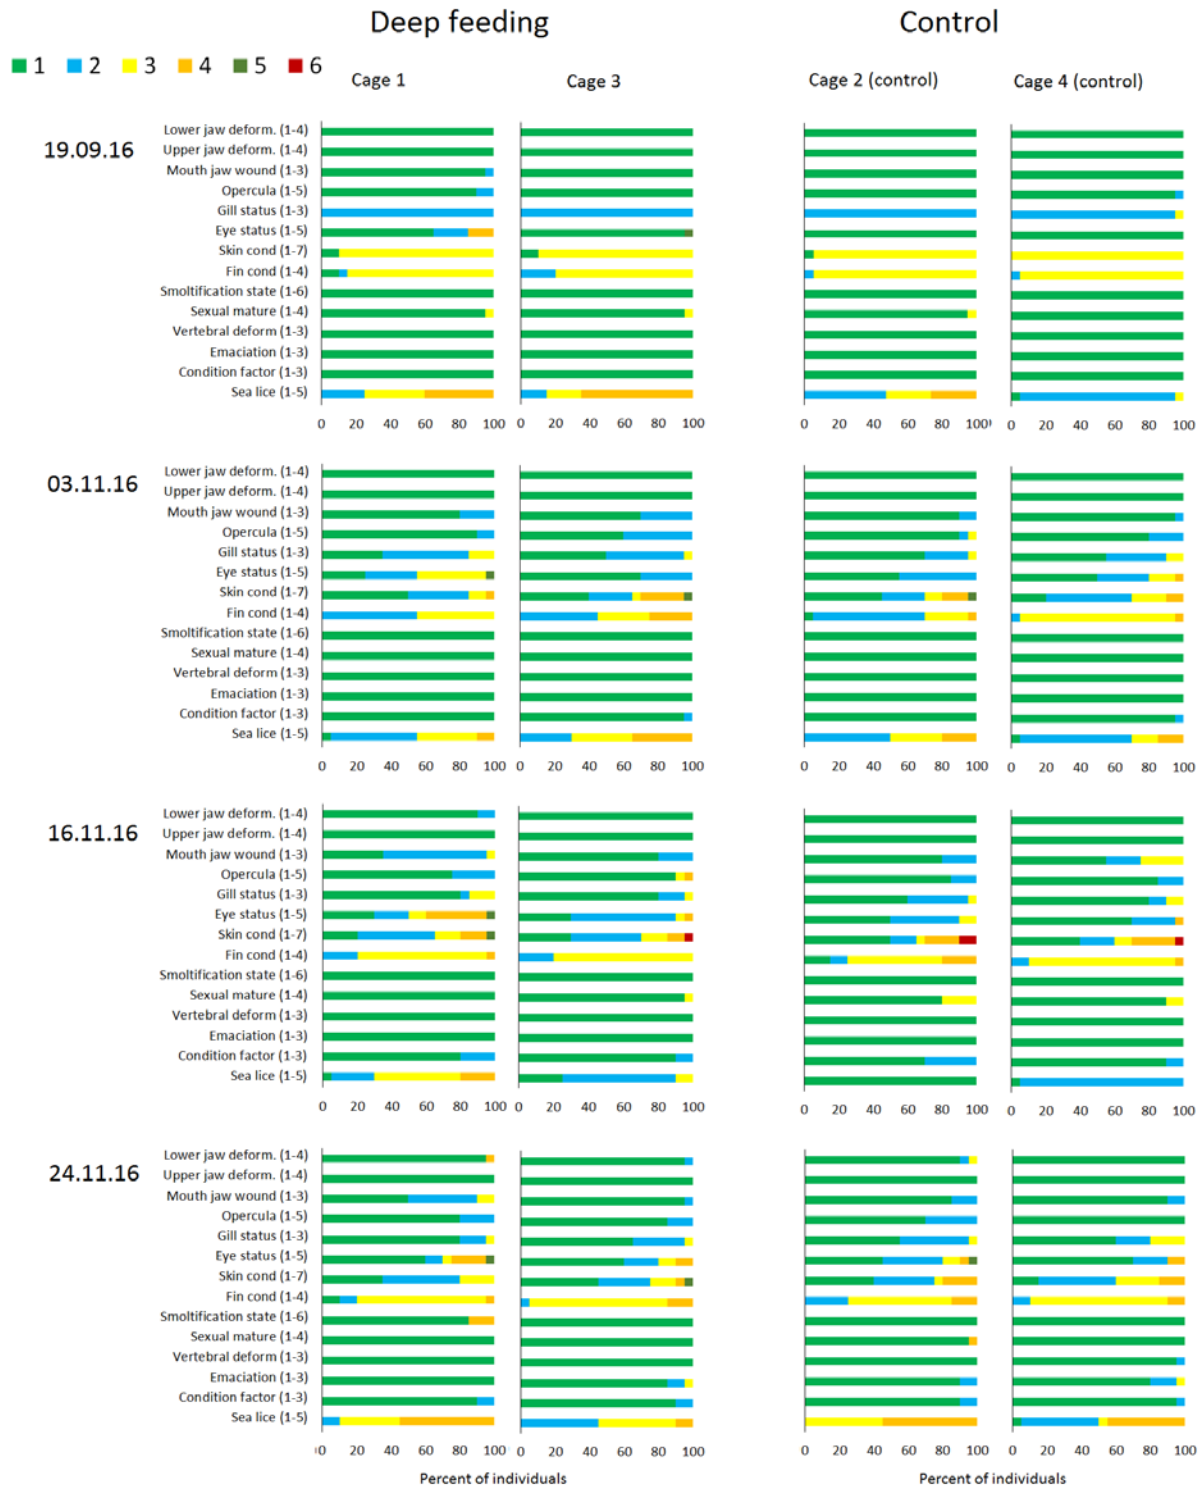 Deep feeding Control
1 2 3 4 5 6
Cage 1 Cage 3 Cage 2 (control) Cage 4 (control)
19.09.16
Lower jaw deform. (1-4)
Upper jaw deform. (1-4)
Mouth jaw wound (1-3)
Opercula (1-5)
Gill status (1-3)
Eye status (1-5)
Skin cond (1-7)
Fin cond (1-4)
Smoltification state (1-6)
Sexual mature (1-4)
Vertebral deform (1-3)
Emaciation (1-3)
Condition factor (1-3)
Sea lice (1-5)
0 20 40 60 80 100 0 20 40 60 80 100 0 20 40 60 80 100 0 20 40 60 80 100
03.11.16
Lower jaw deform. (1-4)
Upper jaw deform. (1-4)
Mouth jaw wound (1-3)
Opercula (1-5)
Gill status (1-3)
Eye status (1-5)
Skin cond (1-7)
Fin cond (1-4)
Smoltification state (1-6)
Sexual mature (1-4)
Vertebral deform (1-3)
Emaciation (1-3)
Condition factor (1-3)
Sea lice (1-5)
0 20 40 60 80 100 0 20 40 60 80 100 0 20 40 60 80 100 0 20 40 60 80 100
16.11.16
Lower jaw deform. (1-4)
Upper jaw deform. (1-4)
Mouth jaw wound (1-3)
Opercula (1-5)
Gill status (1-3)
Eye status (1-5)
Skin cond (1-7)
Fin cond (1-4)
Smoltification state (1-6)
Sexual mature (1-4)
Vertebral deform (1-3)
Emaciation (1-3)
Condition factor (1-3)
Sea lice (1-5)
0 20 40 60 80 100 0 20 40 60 80 100 0 20 40 60 80 100 0 20 40 60 80 100
24.11.16
Lower jaw deform. (1-4)
Upper jaw deform. (1-4)
Mouth jaw wound (1-3)
Opercula (1-5)
Gill status (1-3)
Eye status (1-5)
Skin cond (1-7)
Fin cond (1-4)
Smoltification state (1-6)
Sexual mature (1-4)
Vertebral deform (1-3)
Emaciation (1-3)
Condition factor (1-3)
Sea lice (1-5)
0 20 40 60 80 100 0 20 40 60 80 100 0 20 40 60 80 100 0 20 40 60 80 100
Percent of individuals Percent of individuals